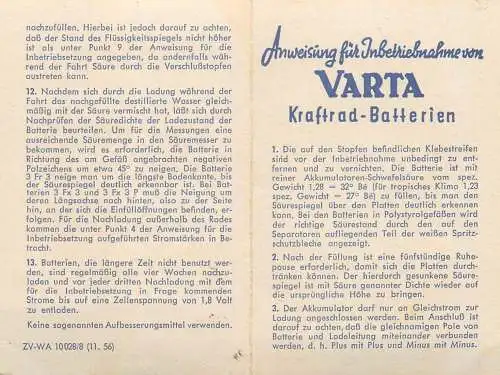 nachzufüllen. Hierbei ist jedoch darauf zu achten,
daß der Stand des Flüssigkeitsspiegels nicht höher
ist als unter Punkt 9 der Anweisung für die
Inbetriebsetzung angegeben, da andernfalls während
der Fahrt Säure durch die Verschlußstopfen
austreten kann.
12. Nachdem sich durch die Ladung während der
Fahrt das nachgefüllte destillierte Wasser gleich-
mäßig mit der Säure vermischt hat, läßt sich durch
Nachprüfen der Säuredichte der Ladezustand der
Batterie beurteilen. Um für die Messungen eine
ausreichende Säuremenge in den Säuremesser zu
bekommen, wird es erforderlich, die Batterie in
Richtung des am Gefäß angebrachten negativen
Polzeichens um etwa 45° zu neigen. Die Batterie
3 Fr 3 neige man um die längste Bodenkante, bis
der Säurespiegel deutlich erkennbar ist. Bei Bat-
terien 3 Fx 3 und 3 Fx 3 P muß die Neigung um
deren Längsachse nach hinten, also zu der Seite
hin, an der sich die Einfüllöffnungen befinden, er-
folgen. Für die Nachladung außerhalb des Rades
kommen die unter Punkt 4 der Anweisung für die
Inbetriebsetzung aufgeführten Stromstärken in Be-
tracht.
13. Batterien, die längere Zeit nicht benutzt wer-
den, sind regelmäßig alle vier Wochen nachzu-
laden und vor jeder dritten Nachladung mit dem
für die Inbetriebsetzung in Frage kommenden
Strome bis auf eine Zellenspannung von 1,8 Volt
zu entladen.
Keine sogenannten Aufbesserungsmittel verwenden.
ZV-WA 10028/8 (11. 56)
Anweisung für Inbetriebnahme von
VARTA
Kraftrad-Batterien
1. Die auf den Stopfen befindlichen Klebestreifen
sind vor der Inbetriebnahme unbedingt zu ent-
fernen und zu vernichten. Die Batterie ist mit
reiner Akkumulatoren-Schwefelsäure vom spez.
Gewicht 1,28 = 32° Bé (für tropisches Klima 1,23
spez. Gewicht = 27° Bé) zu füllen, bis man den
Säurespiegel über den Platten deutlich erkennen
kann. Bei den Batterien in Polystyrolgefäßen wird
der richtige Säurestand durch den auf den
Separatoren aufliegenden Teil der weißen Spritz-
schutzbleche angezeigt.
2. Nach der Füllung ist eine fünfstündige Ruhe-
pause erforderlich, damit sich die Platten durch-
tränken können. Der hierdurch gesunkene Säure-
spiegel ist mit Säure genannter Dichte wieder auf
die ursprüngliche Höhe zu bringen.
3. Der Akkumulator darf nur an Gleichstrom zur
Ladung angeschlossen werden. Beim Anschluß ist
darauf zu achten, daß die gleichnamigen Pole von
Batterie und Ladeleitung miteinander verbunden
werden, d. h. Plus mit Plus und Minus mit Minus.